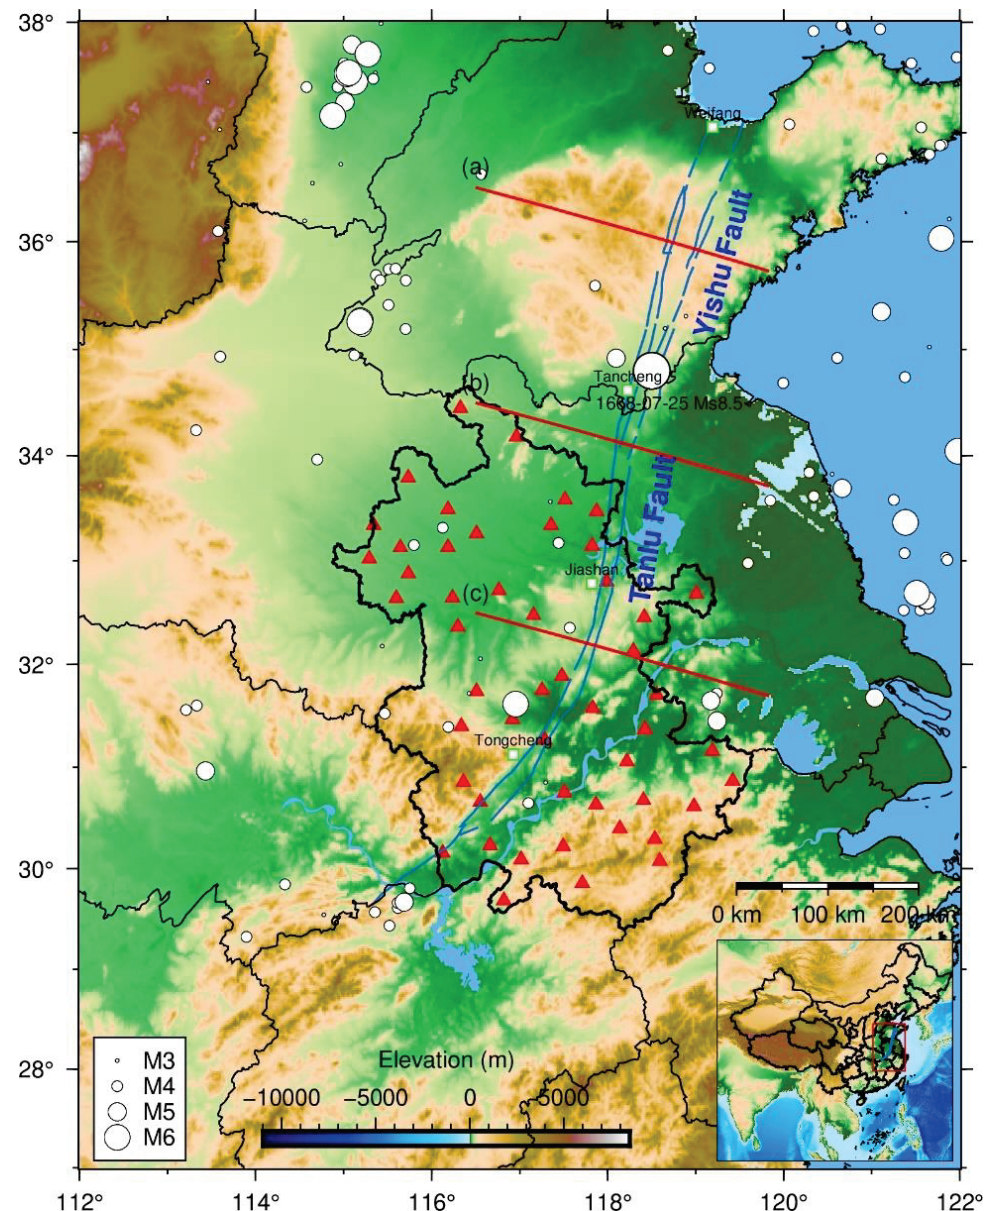 38°
36°
34°
32°
30°
28°
112°
114°
116°
118°
120°
122°
Weifang
(a)
Yishu Fault
Tancheng
1668-07-25 Ms8.5
(b)
Tanlu Fault
Jiashan
(c)
Tongcheng
0 km 100 km 200 km
M3
M4
M5
M6
Elevation (m)
−10000 −5000 0 5000